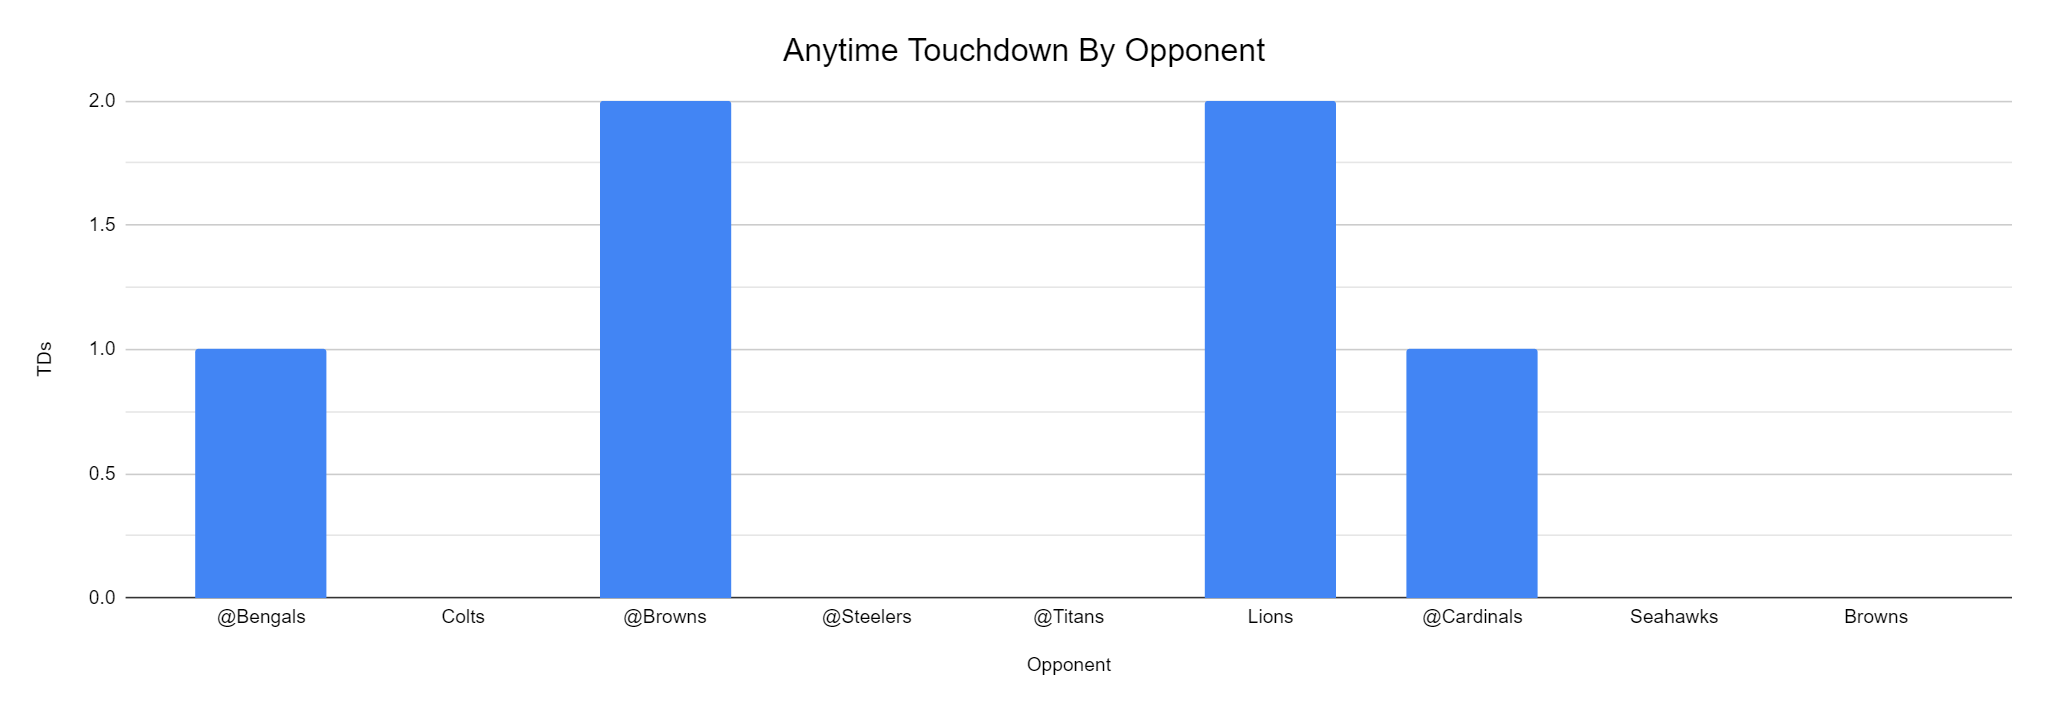 Anytime Touchdown By Opponent
2.0
1.5
1.0
0.5
0.0
TDs
@Bengals Colts @Browns @Steelers @Titans Lions @Cardinals Seahawks Browns
Opponent